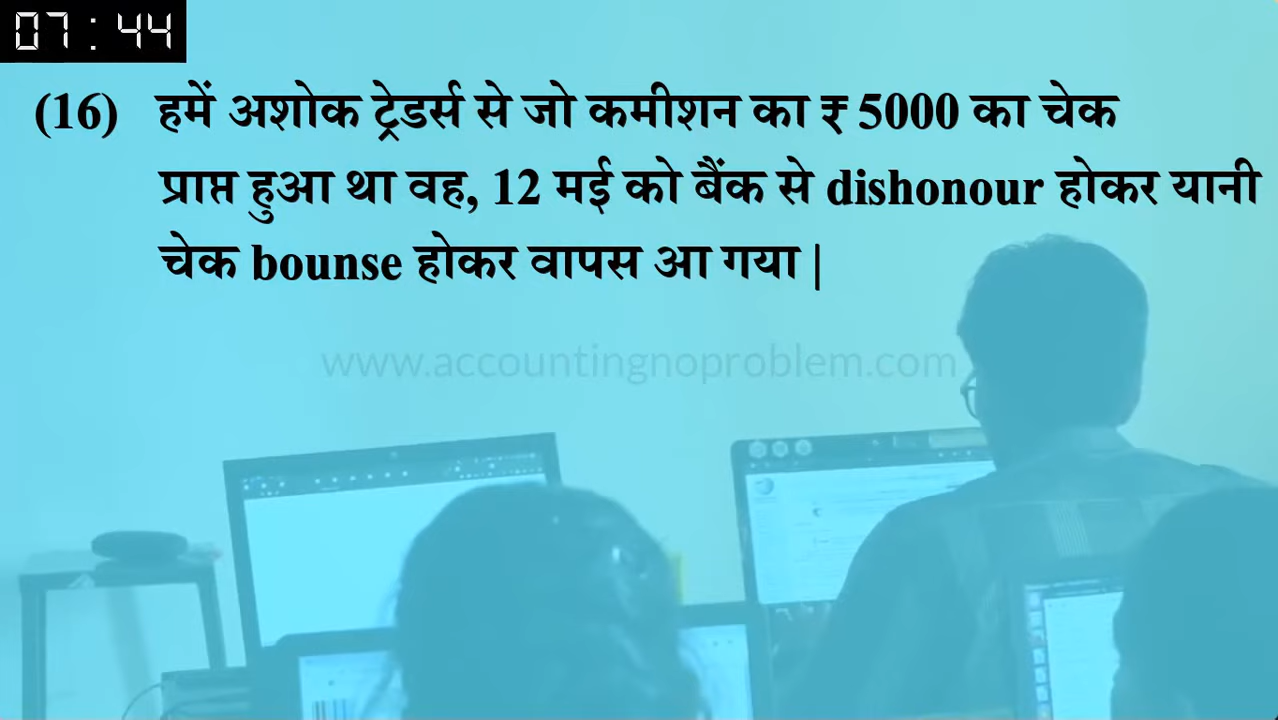 07:44
(16) हमें अशोक ट्रेडर्स से जो कमीशन का ₹ 5000 का चेक
प्राप्त हुआ था वह, 12 मई को बैंक से dishonour होकर यानी
चेक bounse होकर वापस आ गया |
www.accountingnoproblem.com